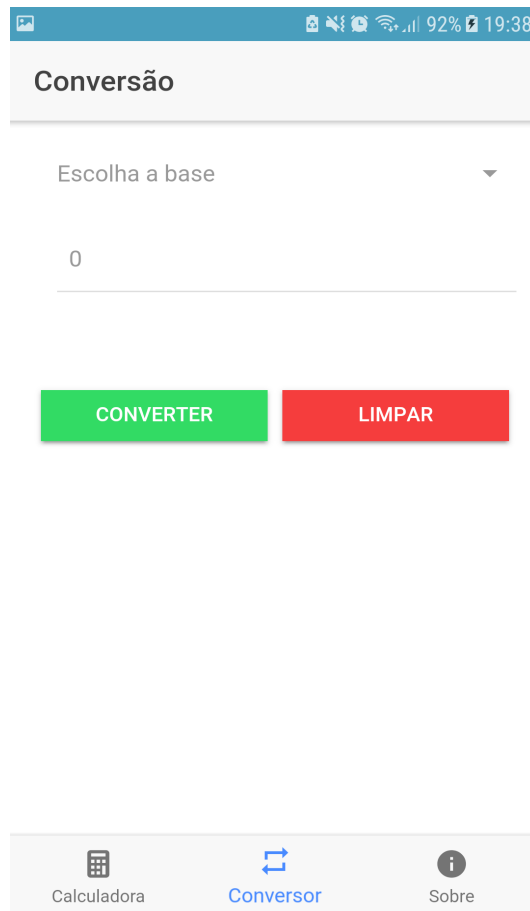 92% 19:38
Conversão
Escolha a base
0
CONVERTER LIMPAR
Calculadora Conversor Sobre